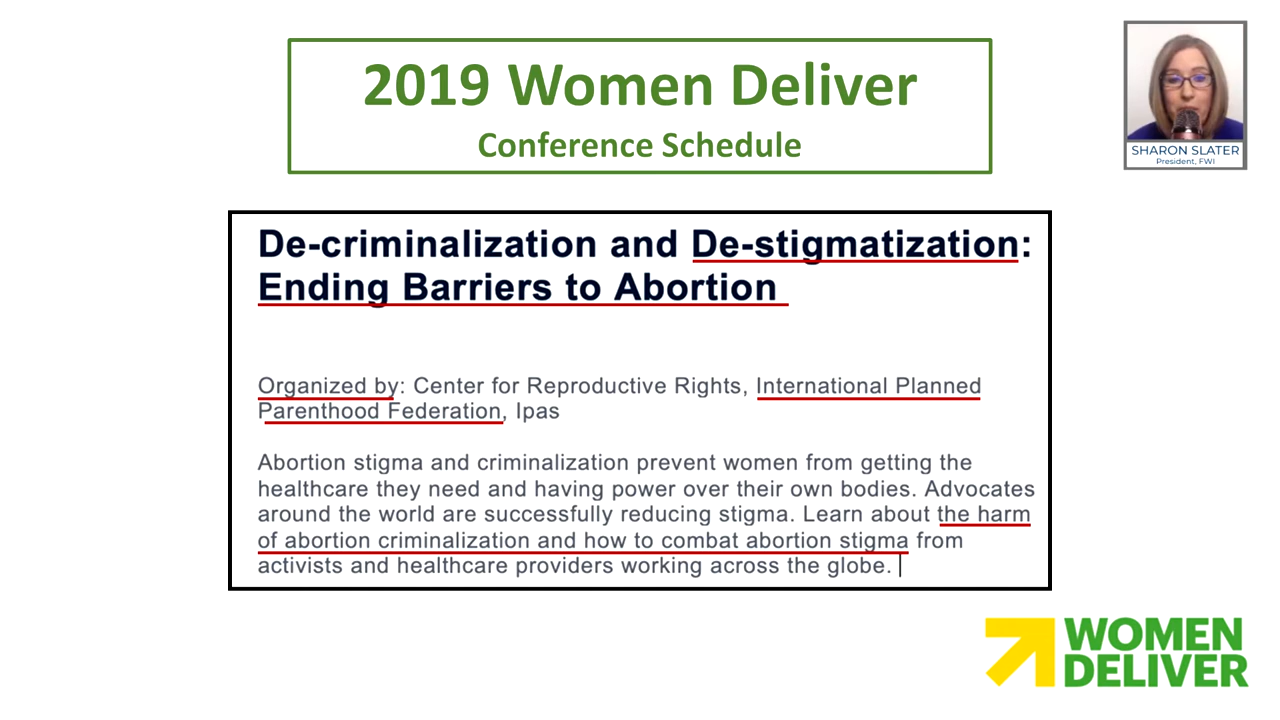 2019 Women Deliver
Conference Schedule
SHARON SLATER
President, FWI
De-criminalization and De-stigmatization:
Ending Barriers to Abortion
Organized by: Center for Reproductive Rights, International Planned
Parenthood Federation, Ipas
Abortion stigma and criminalization prevent women from getting the
healthcare they need and having power over their own bodies. Advocates
around the world are successfully reducing stigma. Learn about the harm
of abortion criminalization and how to combat abortion stigma from
activists and healthcare providers working across the globe.
WOMEN
DELIVER